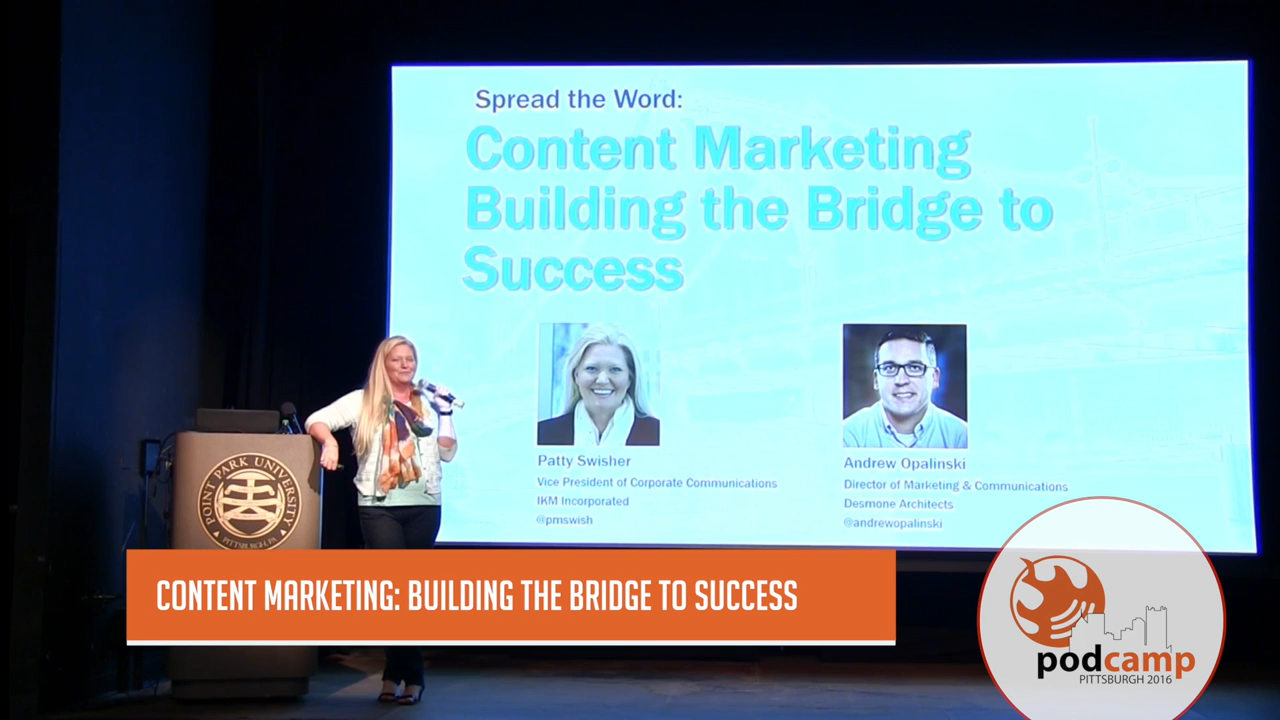 Spread the Word:
Content Marketing
Building the Bridge to
Success
Patty Swisher
Vice President of Corporate Communications
IKM Incorporated
@pmswish
Andrew Opalinski
Director of Marketing & Communications
Desmone Architects
@andrewopalinski
POINT PARK UNIVERSITY
PITTSBURGH, PA
CONTENT MARKETING: BUILDING THE BRIDGE TO SUCCESS
podcamp
PITTSBURGH 2016